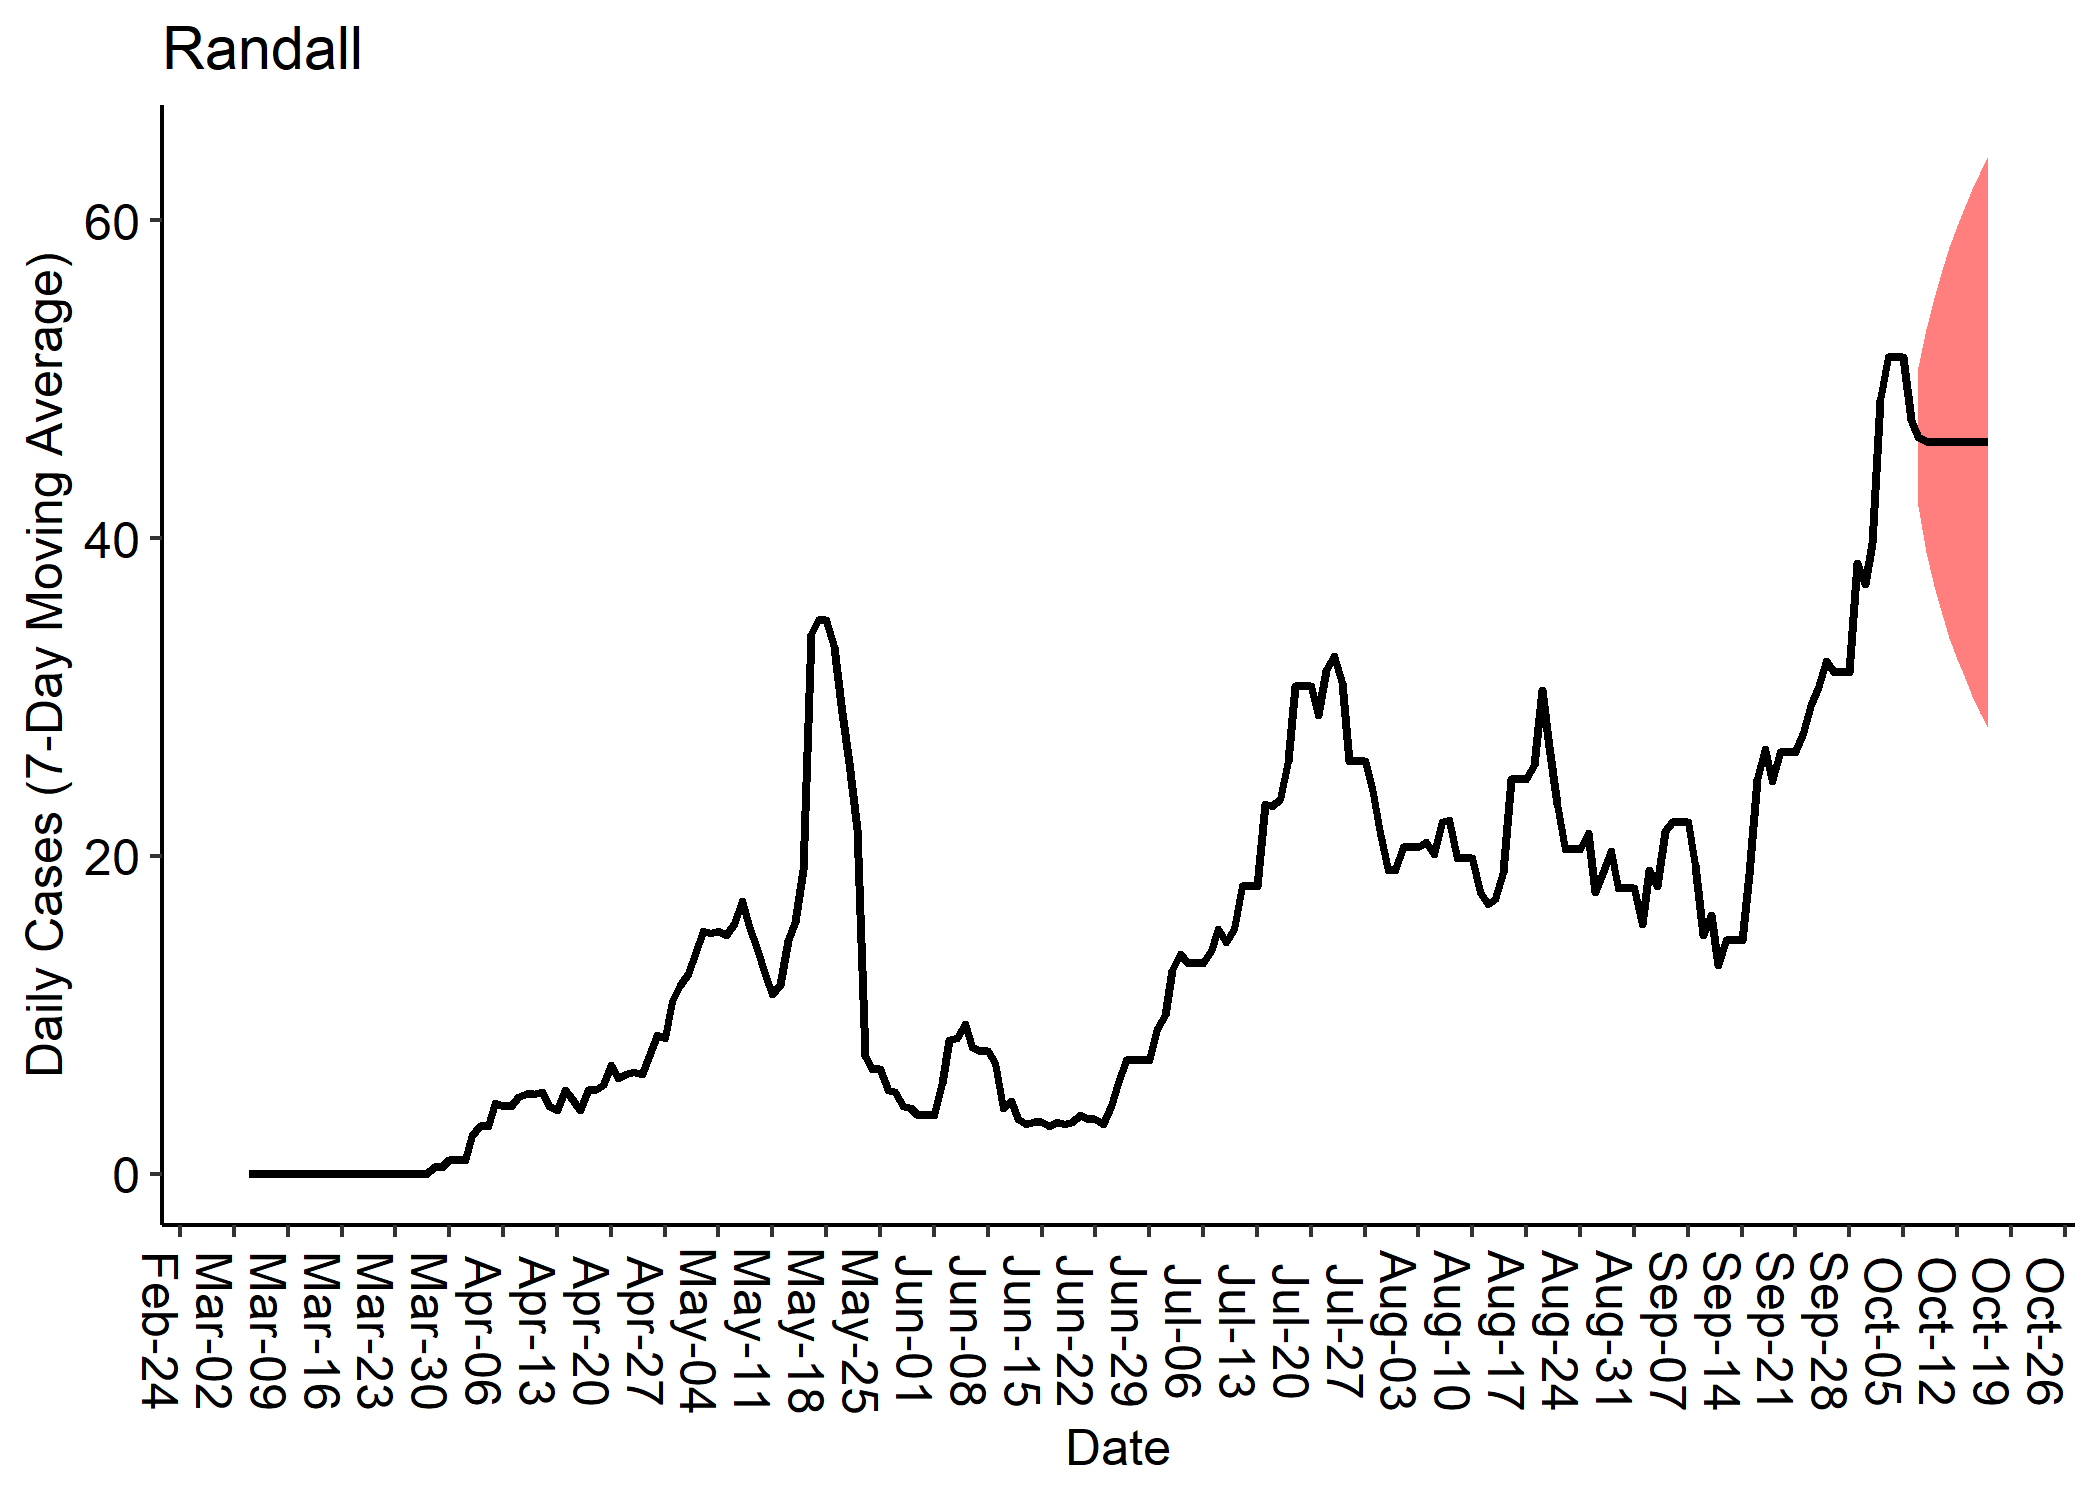 Randall
Daily Cases (7-Day Moving Average)
60
40
20
0
Feb-24
Mar-02
Mar-09
Mar-16
Mar-23
Mar-30
Apr-06
Apr-13
Apr-20
Apr-27
May-04
May-11
May-18
May-25
Jun-01
Jun-08
Jun-15
Jun-22
Jun-29
Jul-06
Jul-13
Jul-20
Jul-27
Aug-03
Aug-10
Aug-17
Aug-24
Aug-31
Sep-07
Sep-14
Sep-21
Sep-28
Oct-05
Oct-12
Oct-19
Oct-26
Date